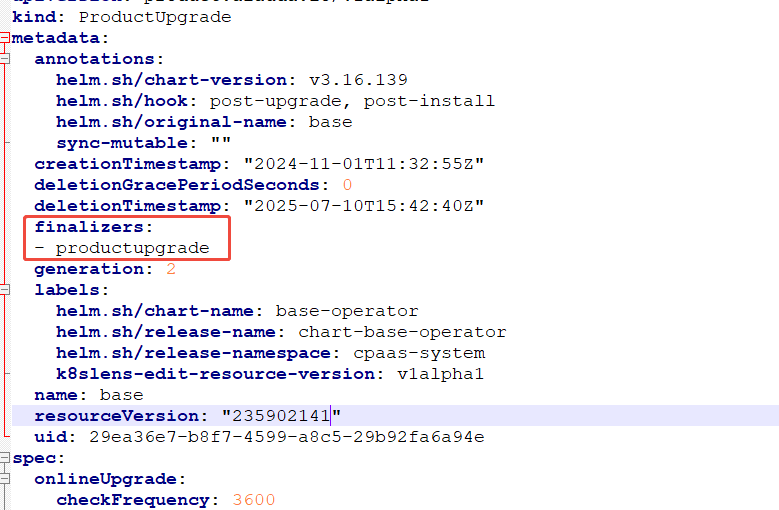 kind: ProductUpgrade
metadata:
  annotations:
    helm.sh/chart-version: v3.16.139
    helm.sh/hook: post-upgrade, post-install
    helm.sh/original-name: base
    sync-mutable: ""
  creationTimestamp: "2024-11-01T11:32:55Z"
  deletionGracePeriodSeconds: 0
  deletionTimestamp: "2025-07-10T15:42:40Z"
  finalizers:
  - productupgrade
  generation: 2
  labels:
    helm.sh/chart-name: base-operator
    helm.sh/release-name: chart-base-operator
    helm.sh/release-namespace: cpaas-system
    k8slens-edit-resource-version: v1alpha1
  name: base
  resourceVersion: "235902141"
  uid: 29ea36e7-b8f7-4599-a8c5-29b92fa6a94e
spec:
  onlineUpgrade:
    checkFrequency: 3600